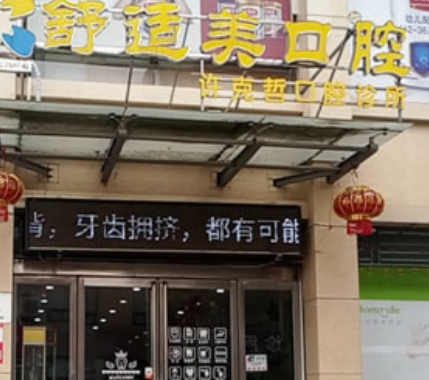 舒适美口腔
许克哲口腔诊所
背，牙齿拥挤，都有可能